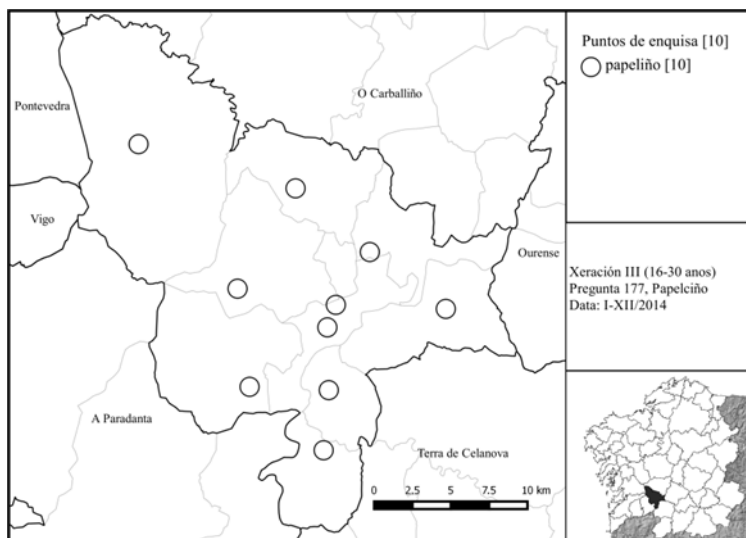 Pontevedra
O Carballiño
Vigo
Ourense
A Paradanta
Terra de Celanova
0 2.5 5 7.5 10 km
Puntos de enquisa [10]
papeliño [10]
Xeración III (16-30 anos)
Pregunta 177, Papelciño
Data: I-XII/2014